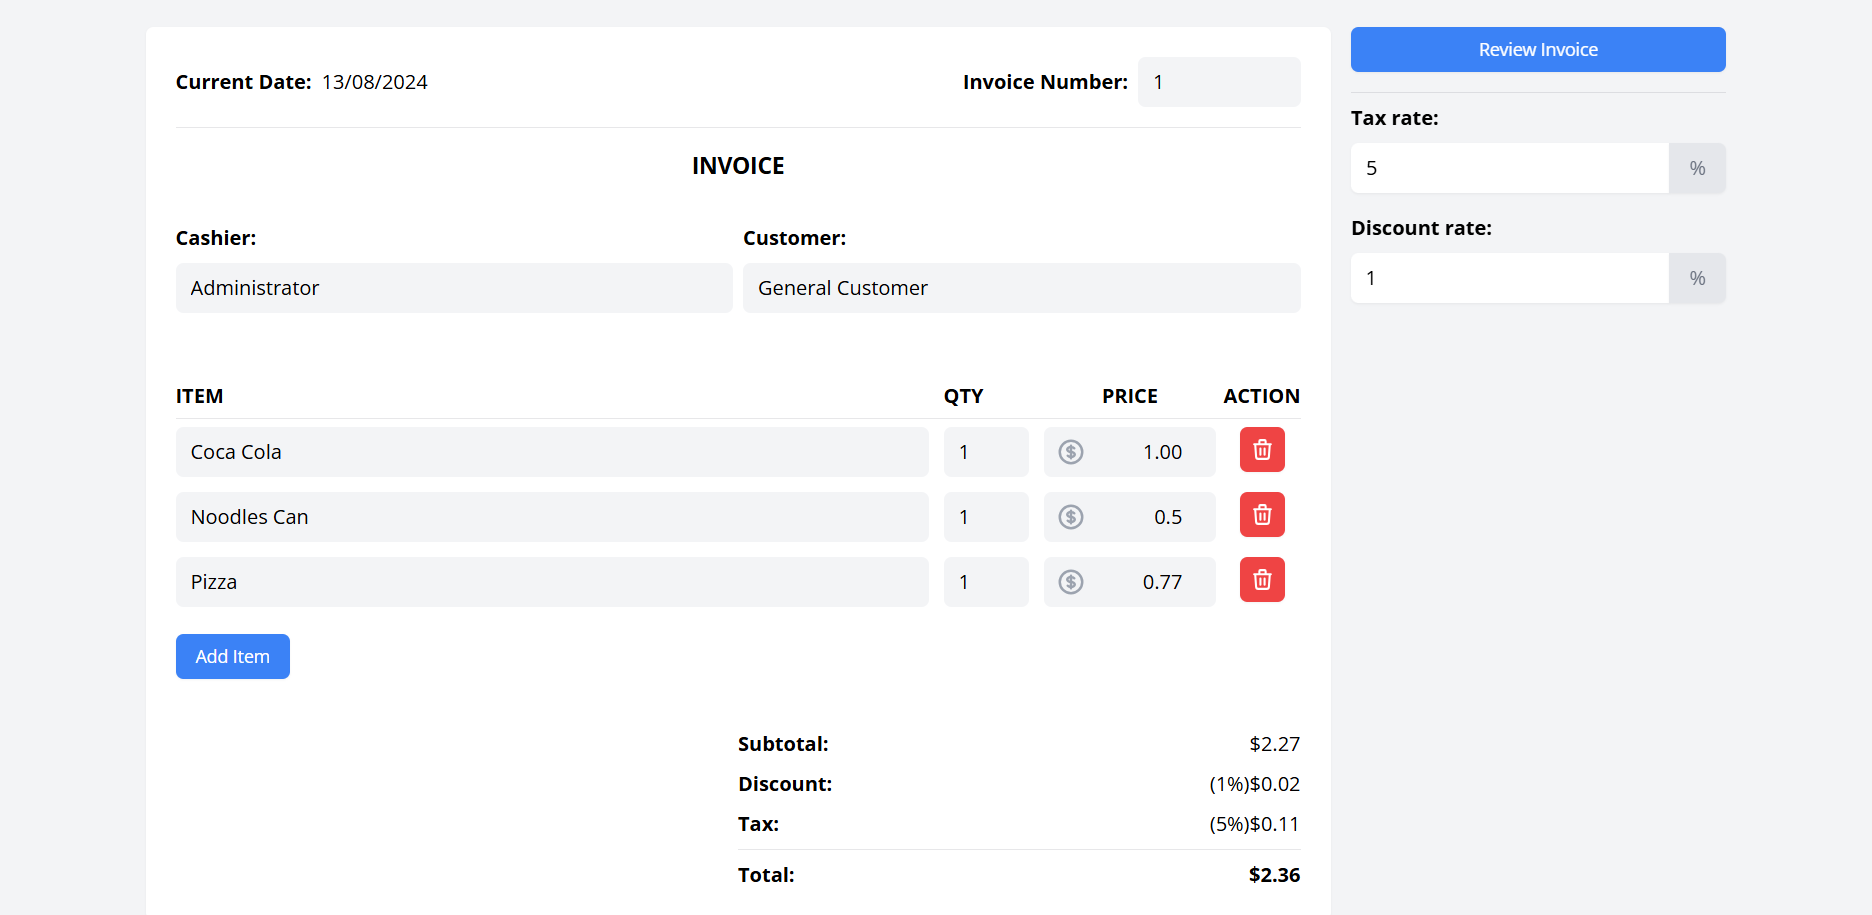 Review Invoice
Current Date: 13/08/2024
Invoice Number: 1
Tax rate:
5 %
INVOICE
Discount rate:
1 %
Cashier: Customer:
Administrator General Customer
ITEM QTY PRICE ACTION
Coca Cola 1 $ 1.00
Noodles Can 1 $ 0.5
Pizza 1 $ 0.77
Add Item
Subtotal: $2.27
Discount: (1%)$0.02
Tax: (5%)$0.11
Total: $2.36